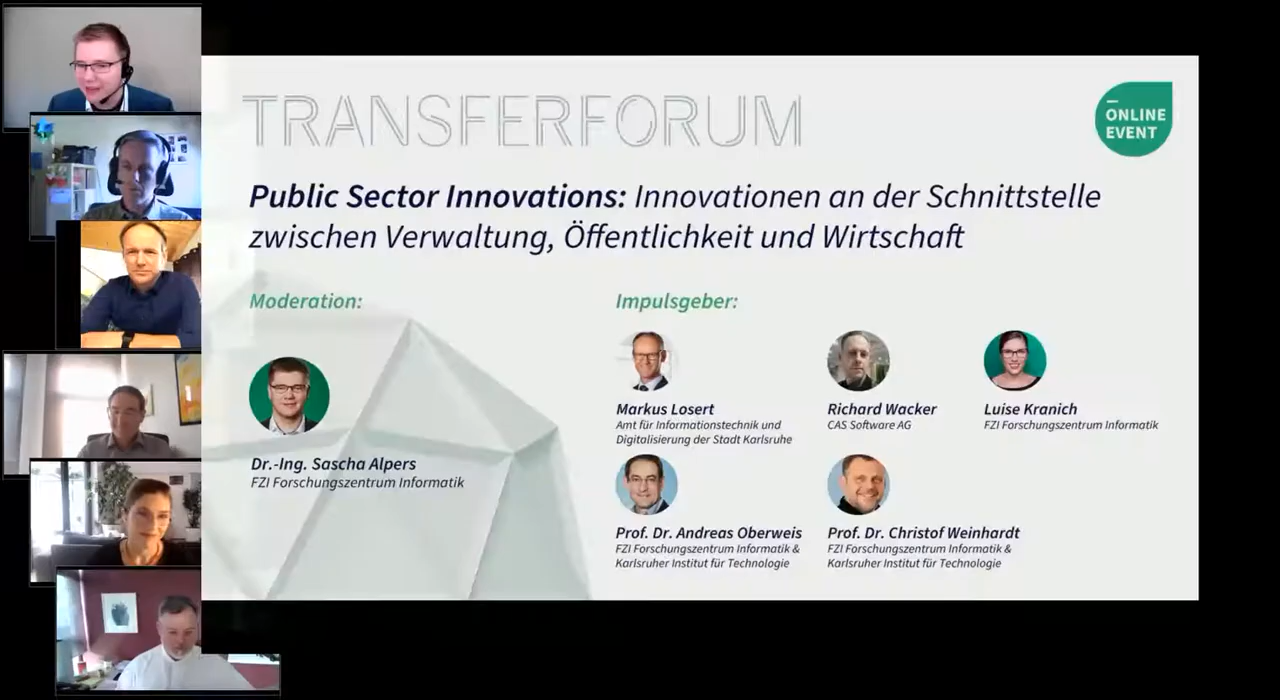 TRANSFERFORUM
ONLINE
EVENT
Public Sector Innovations: Innovationen an der Schnittstelle
zwischen Verwaltung, Öffentlichkeit und Wirtschaft
Moderation:
Dr.-Ing. Sascha Alpers
FZI Forschungszentrum Informatik
Impulsgeber:
Markus Losert
Amt für Informationstechnik und
Digitalisierung der Stadt Karlsruhe
Richard Wacker
CAS Software AG
Luise Kranich
FZI Forschungszentrum Informatik
Prof. Dr. Andreas Oberweis
FZI Forschungszentrum Informatik &
Karlsruher Institut für Technologie
Prof. Dr. Christof Weinhardt
FZI Forschungszentrum Informatik &
Karlsruher Institut für Technologie